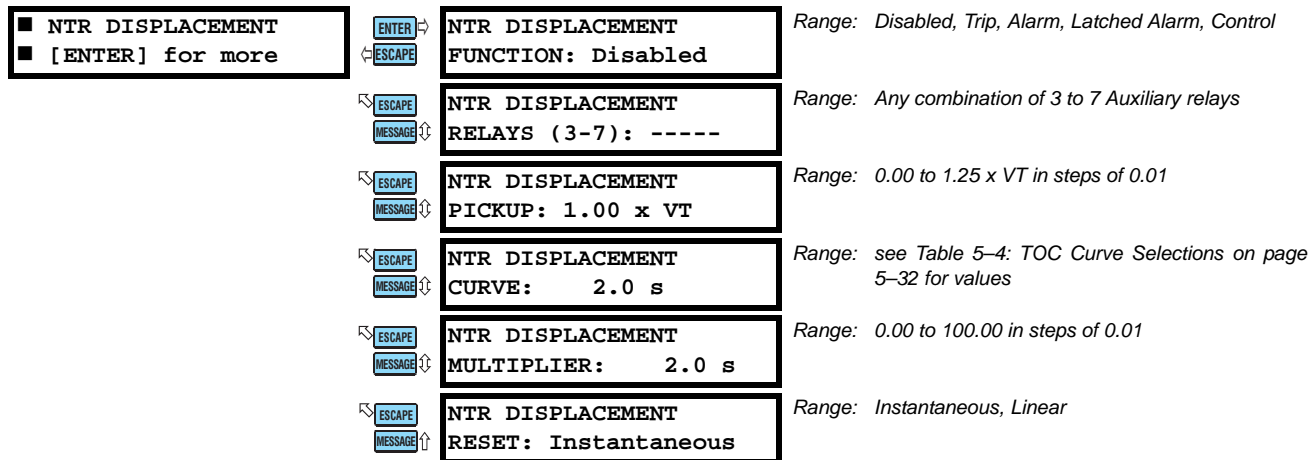 ■ NTR DISPLACEMENT
■ [ENTER] for more
ENTER
ESCAPE
NTR DISPLACEMENT
FUNCTION: Disabled
Range: Disabled, Trip, Alarm, Latched Alarm, Control
ESCAPE
MESSAGE
NTR DISPLACEMENT
RELAYS (3-7): -----
Range: Any combination of 3 to 7 Auxiliary relays
ESCAPE
MESSAGE
NTR DISPLACEMENT
PICKUP: 1.00 x VT
Range: 0.00 to 1.25 x VT in steps of 0.01
ESCAPE
MESSAGE
NTR DISPLACEMENT
CURVE: 2.0 s
Range: see Table 5–4: TOC Curve Selections on page
5–32 for values
ESCAPE
MESSAGE
NTR DISPLACEMENT
MULTIPLIER: 2.0 s
Range: 0.00 to 100.00 in steps of 0.01
ESCAPE
MESSAGE
NTR DISPLACEMENT
RESET: Instantaneous
Range: Instantaneous, Linear